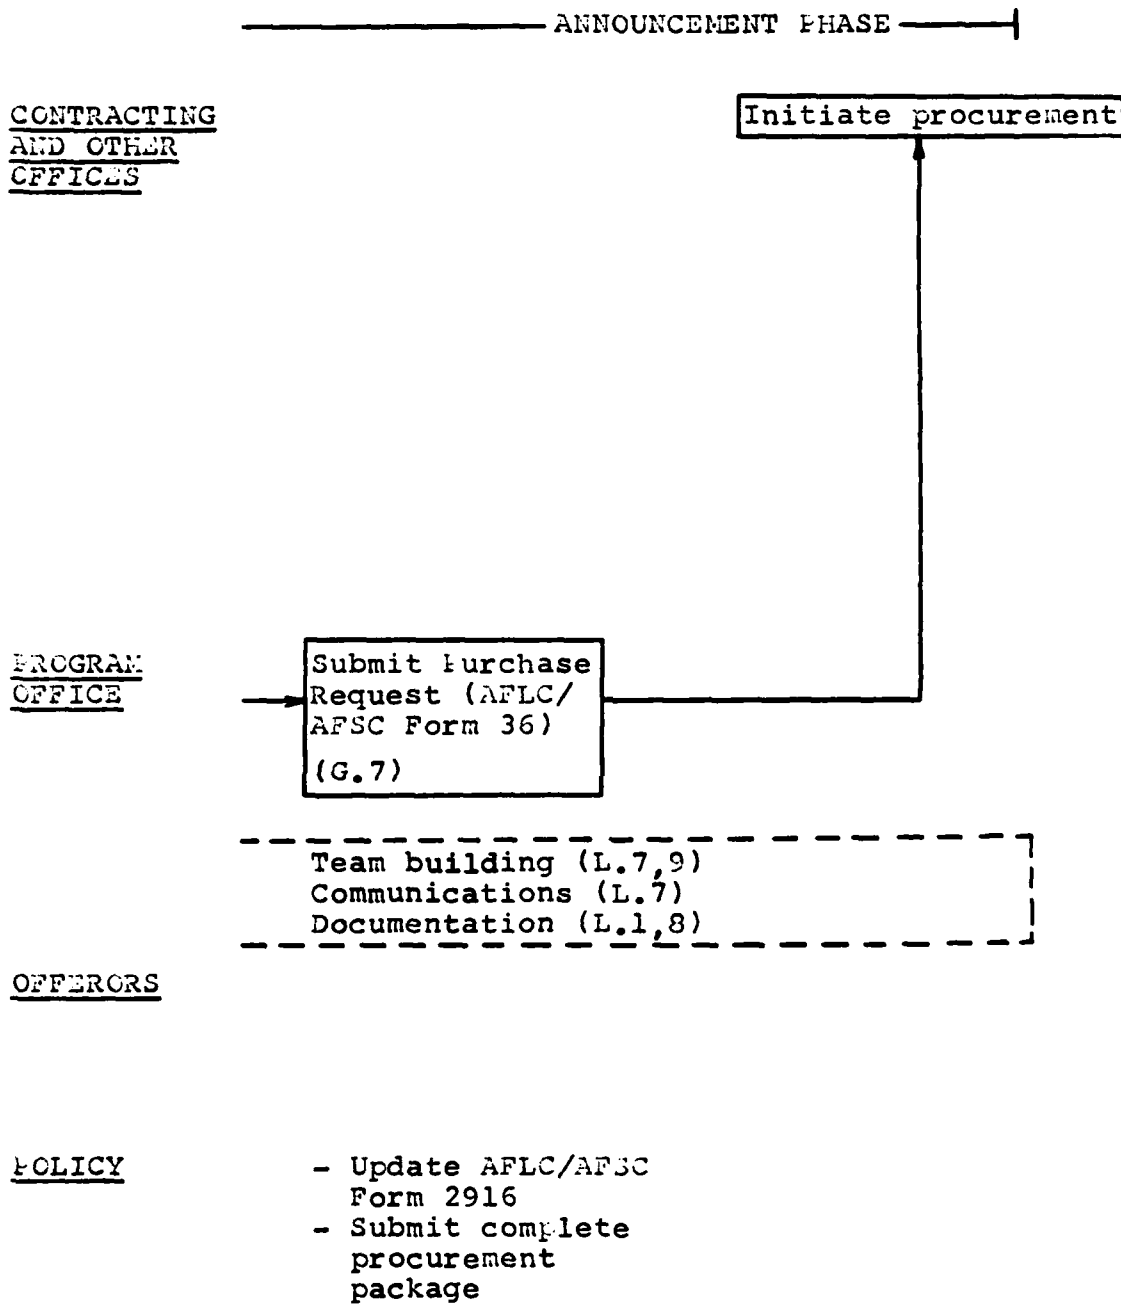 ANNOUNCEMENT PHASE
CONTRACTING
AND OTHER
OFFICES
Initiate procurement
PROGRAM
OFFICE
Submit Purchase
Request (AFLC/
AFSC Form 36)
(G.7)
Team building (L.7,9)
Communications (L.7)
Documentation (L.1,8)
OFFERORS
POLICY
- Update AFLC/AFSC
Form 2916
- Submit complete
procurement
package